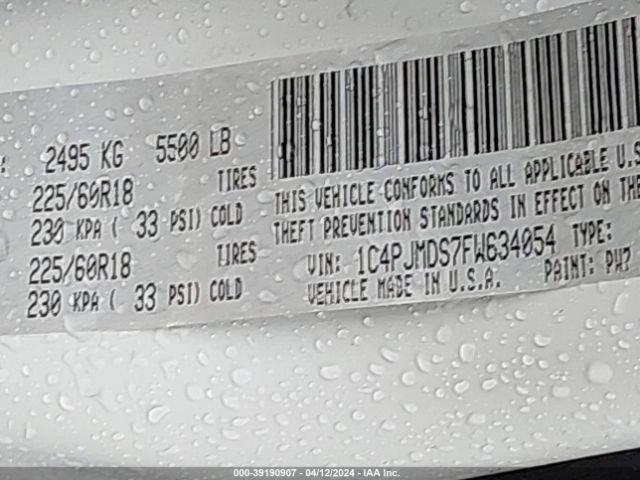 2495 KG 5500 LB
225/60R18 TIRES
230 KPA ( 33 PSI) COLD
225/60R18 TIRES
230 KPA ( 33 PSI) COLD
THIS VEHICLE CONFORMS TO ALL APPLICABLE U.S
THEFT PREVENTION STANDARDS IN EFFECT ON THE
VIN: 1C4PJMDS7FW634054 TYPE:
VEHICLE MADE IN U.S.A. PAINT: PW7
000-39190907 - 04/12/2024 - IAA Inc.